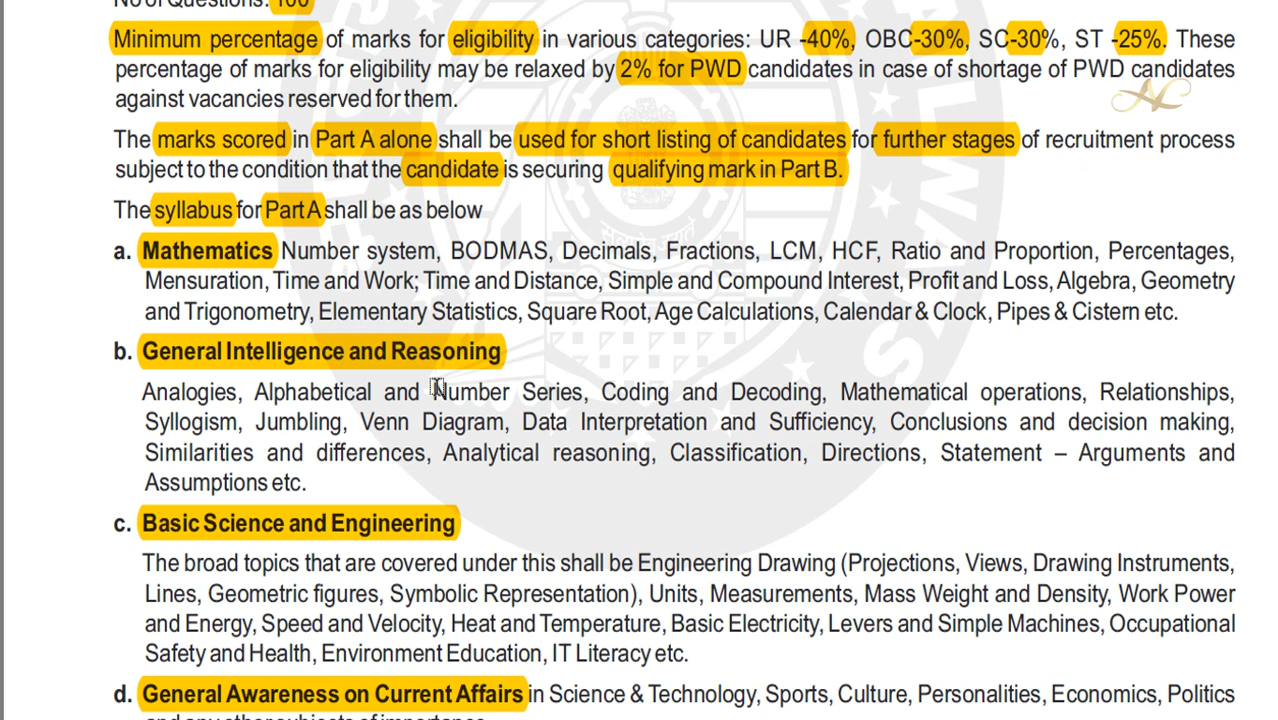 No of Questions: 100
Minimum percentage of marks for eligibility in various categories: UR -40%, OBC-30%, SC-30%, ST -25%. These
percentage of marks for eligibility may be relaxed by 2% for PWD candidates in case of shortage of PWD candidates
against vacancies reserved for them.
The marks scored in Part A alone shall be used for short listing of candidates for further stages of recruitment process
subject to the condition that the candidate is securing qualifying mark in Part B.
The syllabus for Part A shall be as below
a. Mathematics Number system, BODMAS, Decimals, Fractions, LCM, HCF, Ratio and Proportion, Percentages,
Mensuration, Time and Work; Time and Distance, Simple and Compound Interest, Profit and Loss, Algebra, Geometry
and Trigonometry, Elementary Statistics, Square Root, Age Calculations, Calendar & Clock, Pipes & Cistern etc.
b. General Intelligence and Reasoning
Analogies, Alphabetical and Number Series, Coding and Decoding, Mathematical operations, Relationships,
Syllogism, Jumbling, Venn Diagram, Data Interpretation and Sufficiency, Conclusions and decision making,
Similarities and differences, Analytical reasoning, Classification, Directions, Statement – Arguments and
Assumptions etc.
c. Basic Science and Engineering
The broad topics that are covered under this shall be Engineering Drawing (Projections, Views, Drawing Instruments,
Lines, Geometric figures, Symbolic Representation), Units, Measurements, Mass Weight and Density, Work Power
and Energy, Speed and Velocity, Heat and Temperature, Basic Electricity, Levers and Simple Machines, Occupational
Safety and Health, Environment Education, IT Literacy etc.
d. General Awareness on Current Affairs in Science & Technology, Sports, Culture, Personalities, Economics, Politics
and any other subjects of importance.